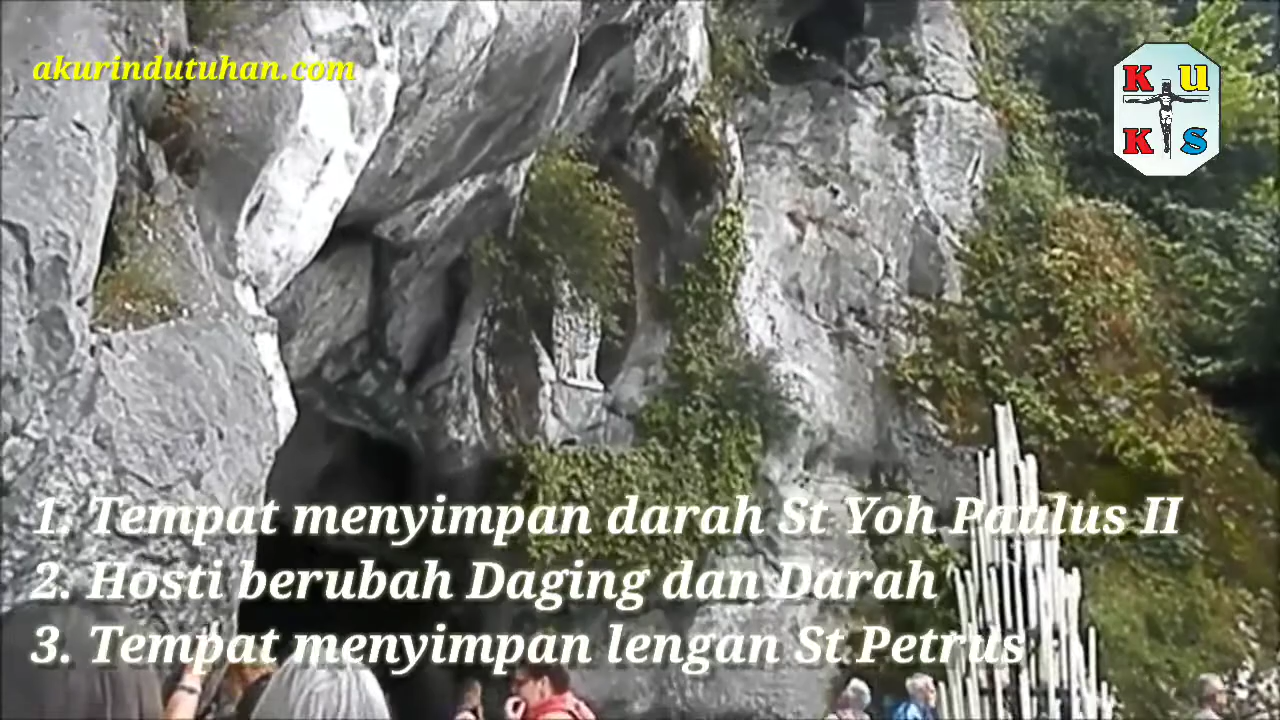 akurindutuhan.com
K U
K S
1. Tempat menyimpan darah St Yoh Paulus II
2. Hosti berubah Daging dan Darah
3. Tempat menyimpan lengan St Petrus